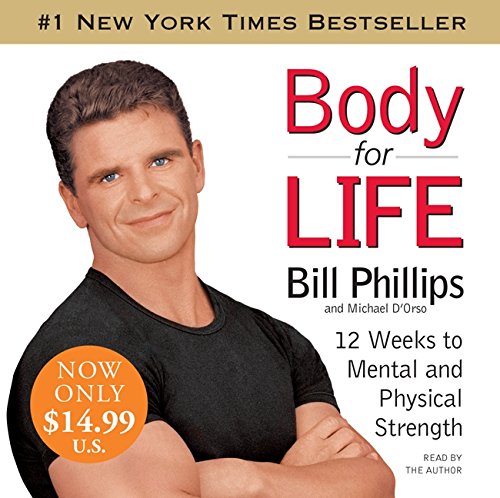 #1 NEW YORK TIMES BESTSELLER
Body
for
LIFE
Bill Phillips
and Michael D'Orso
12 Weeks to
Mental and
Physical
Strength
READ BY
THE AUTHOR
NOW
ONLY
$14.99
U.S.